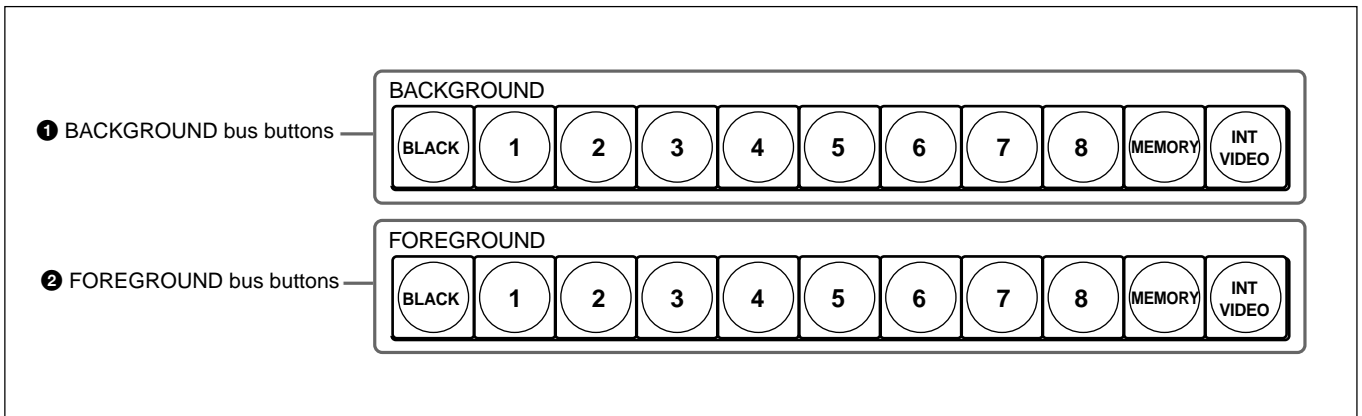 BACKGROUND
❶ BACKGROUND bus buttons
BLACK 1 2 3 4 5 6 7 8 MEMORY INT VIDEO
FOREGROUND
❷ FOREGROUND bus buttons
BLACK 1 2 3 4 5 6 7 8 MEMORY INT VIDEO